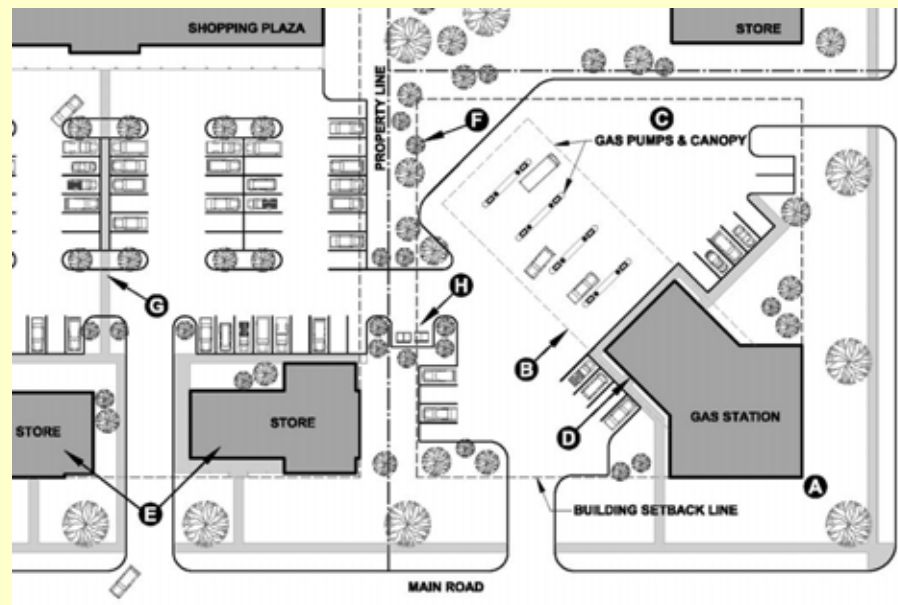 SHOPPING PLAZA
STORE
PROPERTY LINE
C
F
GAS PUMPS & CANOPY
G
H
B
STORE
STORE
D
GAS STATION
A
E
BUILDING SETBACK LINE
MAIN ROAD